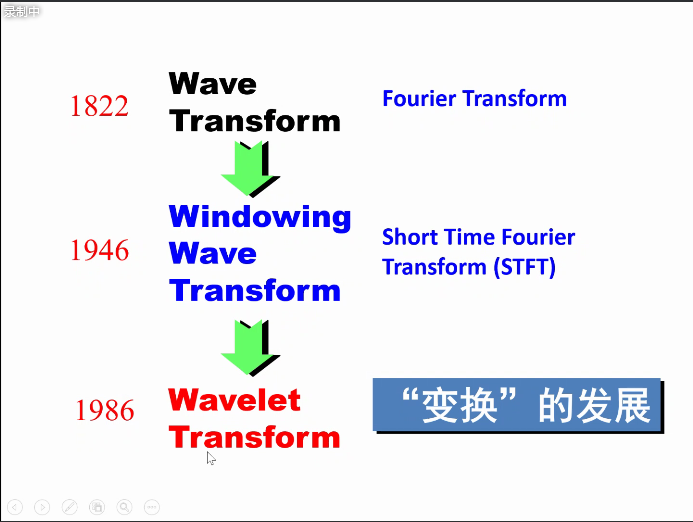 录制中
1822
Wave
Transform
Fourier Transform
1946
Windowing
Wave
Transform
Short Time Fourier
Transform (STFT)
1986
Wavelet
Transform
“变换”的发展